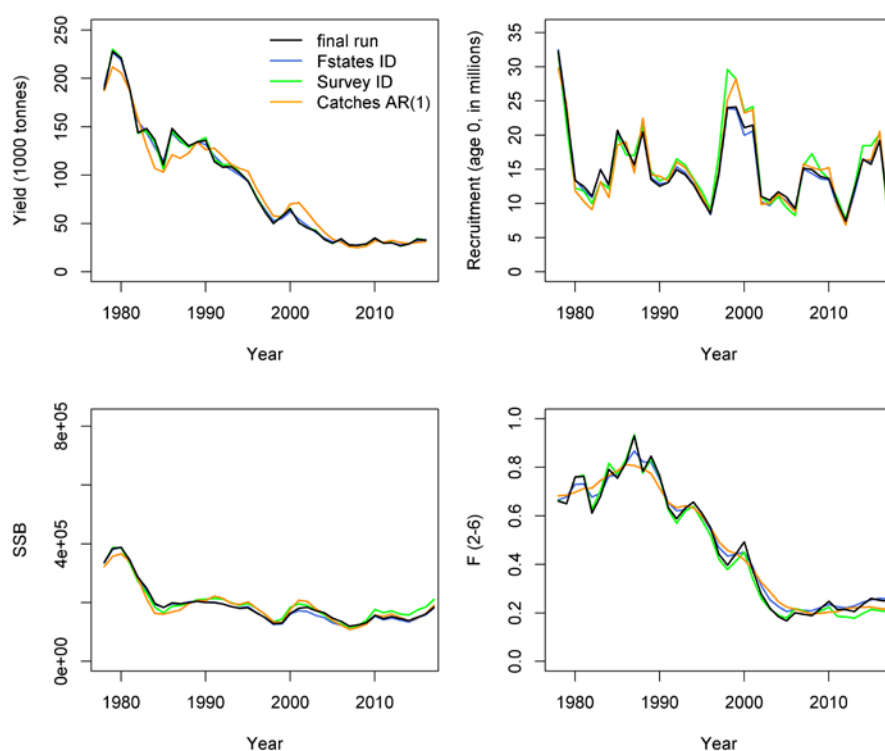 250
200
150
100
50
0
Yield (1000 tonnes)
final run
Fstates ID
Survey ID
Catches AR(1)
1980 1990 2000 2010
Year
35
30
25
20
15
10
5
0
Recruitment (age 0, in millions)
1980 1990 2000 2010
Year
8e+05
4e+05
0e+00
SSB
1980 1990 2000 2010
Year
1.0
0.8
0.6
0.4
0.2
0.0
F (2-6)
1980 1990 2000 2010
Year